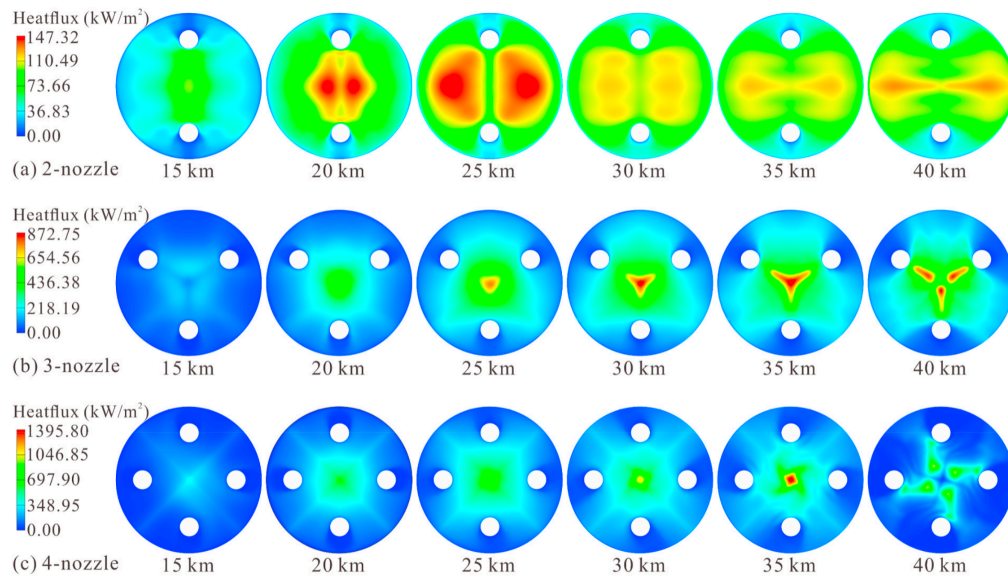 Heatflux (kW/m²)
147.32
110.49
73.66
36.83
0.00
(a) 2-nozzle 15 km 20 km 25 km 30 km 35 km 40 km
Heatflux (kW/m²)
872.75
654.56
436.38
218.19
0.00
(b) 3-nozzle 15 km 20 km 25 km 30 km 35 km 40 km
Heatflux (kW/m²)
1395.80
1046.85
697.90
348.95
0.00
(c) 4-nozzle 15 km 20 km 25 km 30 km 35 km 40 km